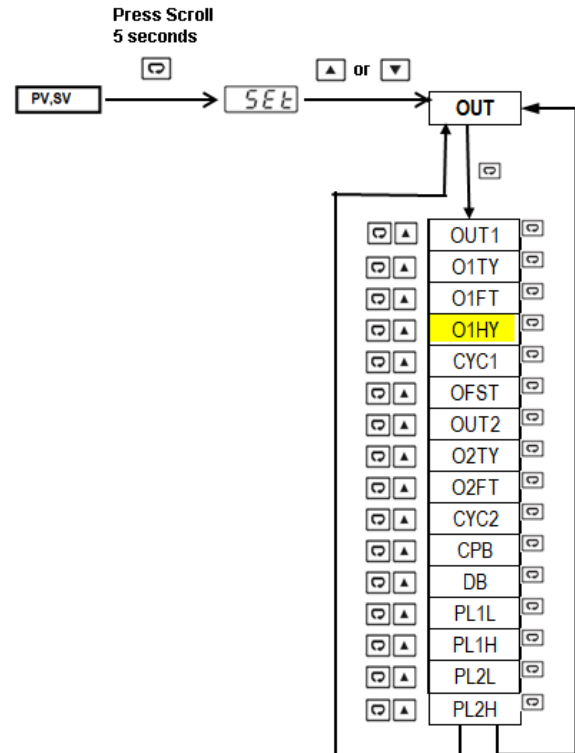 Press Scroll
5 seconds
or
PV,SV
SEt
OUT
OUT1
O1TY
O1FT
O1HY
CYC1
OFST
OUT2
O2TY
O2FT
CYC2
CPB
DB
PL1L
PL1H
PL2L
PL2H